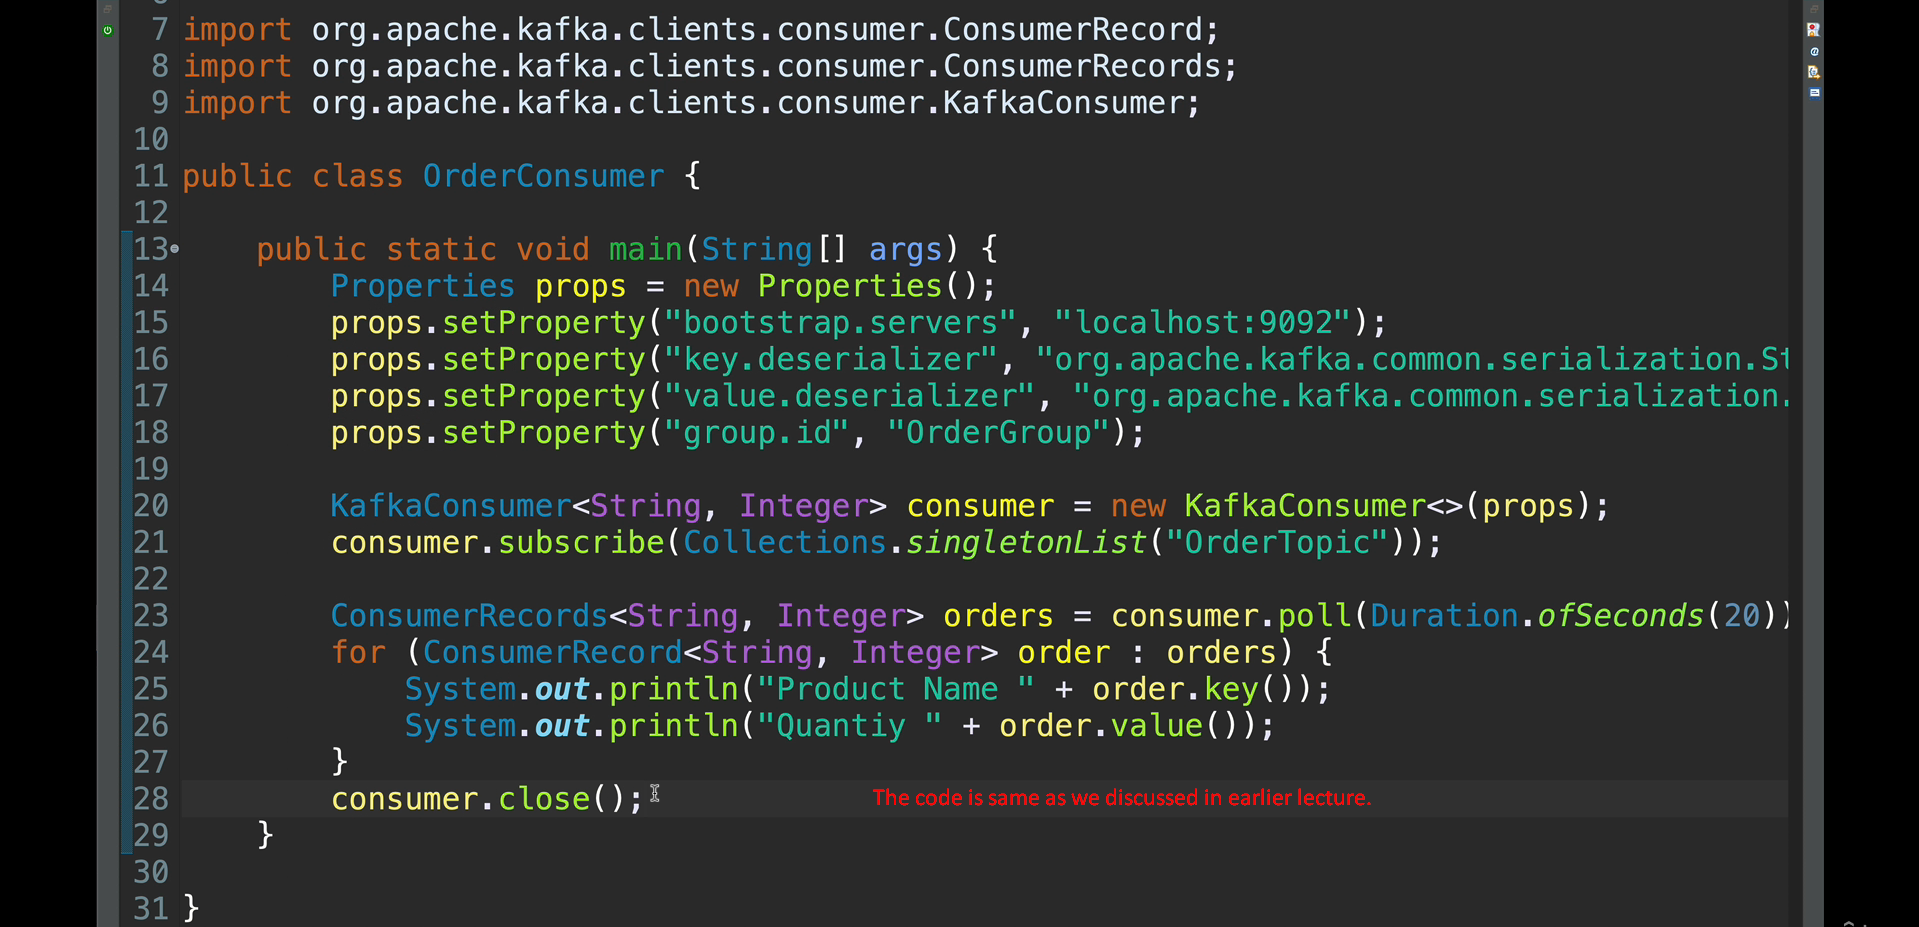 7 import org.apache.kafka.clients.consumer.ConsumerRecord;
8 import org.apache.kafka.clients.consumer.ConsumerRecords;
9 import org.apache.kafka.clients.consumer.KafkaConsumer;
10
11 public class OrderConsumer {
12
13 public static void main(String[] args) {
14 Properties props = new Properties();
15 props.setProperty("bootstrap.servers", "localhost:9092");
16 props.setProperty("key.deserializer", "org.apache.kafka.common.serialization.St
17 props.setProperty("value.deserializer", "org.apache.kafka.common.serialization.
18 props.setProperty("group.id", "OrderGroup");
19
20 KafkaConsumer<String, Integer> consumer = new KafkaConsumer<>(props);
21 consumer.subscribe(Collections.singletonList("OrderTopic"));
22
23 ConsumerRecords<String, Integer> orders = consumer.poll(Duration.ofSeconds(20))
24 for (ConsumerRecord<String, Integer> order : orders) {
25 System.out.println("Product Name " + order.key());
26 System.out.println("Quantiy " + order.value());
27 }
28 consumer.close(); The code is same as we discussed in earlier lecture.
29 }
30
31 }